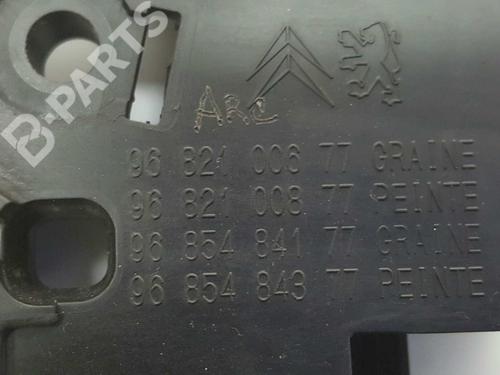 B-PARTS
ARC
96 821 006 77 GRAINE
96 821 008 77 PEINTE
96 854 841 77 GRAINE
96 854 843 77 PEINTE